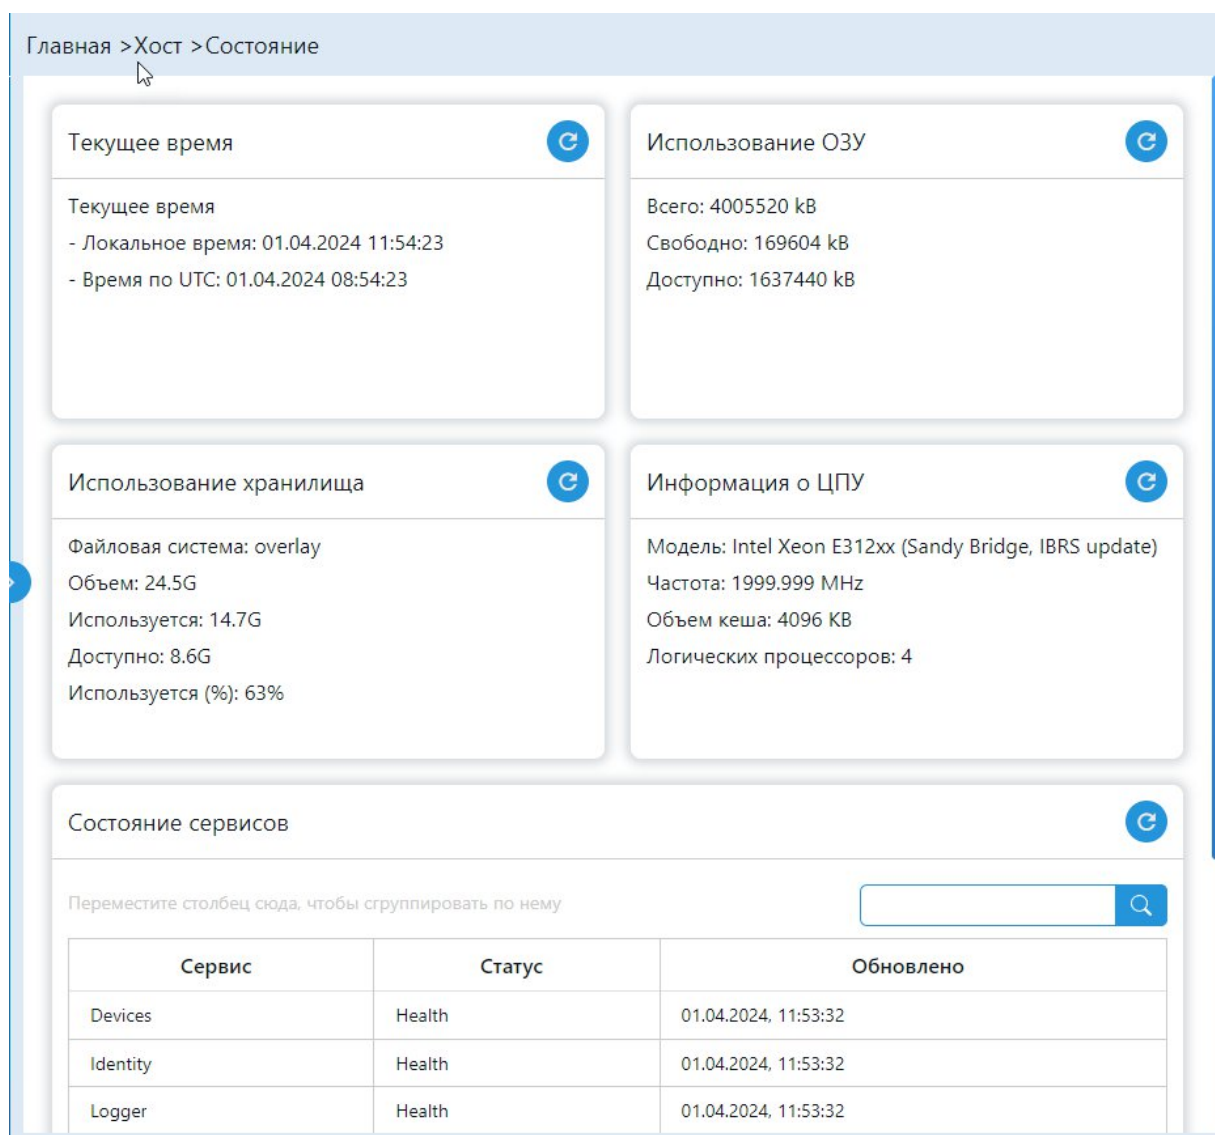 Главная >Хост >Состояние
Текущее время
Текущее время
- Локальное время: 01.04.2024 11:54:23
- Время по UTC: 01.04.2024 08:54:23
Использование ОЗУ
Всего: 4005520 kB
Свободно: 169604 kB
Доступно: 1637440 kB
Использование хранилища
Файловая система: overlay
Объем: 24.5G
Используется: 14.7G
Доступно: 8.6G
Используется (%): 63%
Информация о ЦПУ
Модель: Intel Xeon E312xx (Sandy Bridge, IBRS update)
Частота: 1999.999 MHz
Объем кеша: 4096 KB
Логических процессоров: 4
Состояние сервисов
Переместите столбец сюда, чтобы сгруппировать по нему
Сервис Статус Обновлено
Devices Health 01.04.2024, 11:53:32
Identity Health 01.04.2024, 11:53:32
Logger Health 01.04.2024, 11:53:32